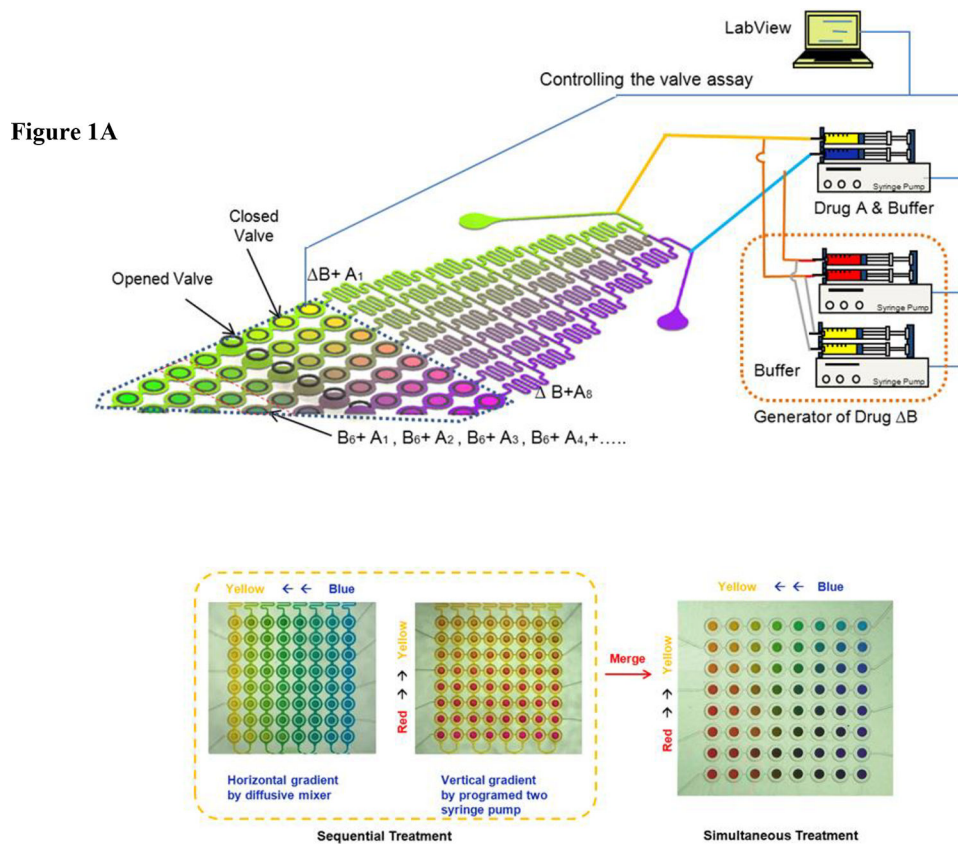 LabView
Controlling the valve assay
Figure 1A
Closed
Valve
Opened Valve
ΔB+ A₁
Syringe Pump
Drug A & Buffer
Syringe Pump
Buffer
Syringe Pump
Generator of Drug ΔB
Δ B+A₈
B₆+ A₁ , B₆+ A₂ , B₆+ A₃ , B₆+ A₄,+.....
Yellow ← ← Blue
Red → → → Yellow
Horizontal gradient
by diffusive mixer
Vertical gradient
by programed two
syringe pump
Sequential Treatment
Merge
Yellow ← ← Blue
Red → → → Yellow
Simultaneous Treatment